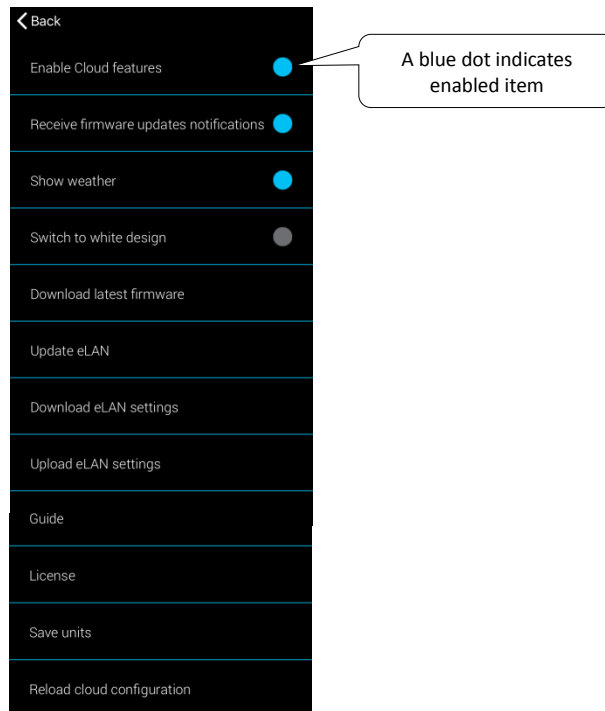 Back
Enable Cloud features
A blue dot indicates
enabled item
Receive firmware updates notifications
Show weather
Switch to white design
Download latest firmware
Update eLAN
Download eLAN settings
Upload eLAN settings
Guide
License
Save units
Reload cloud configuration